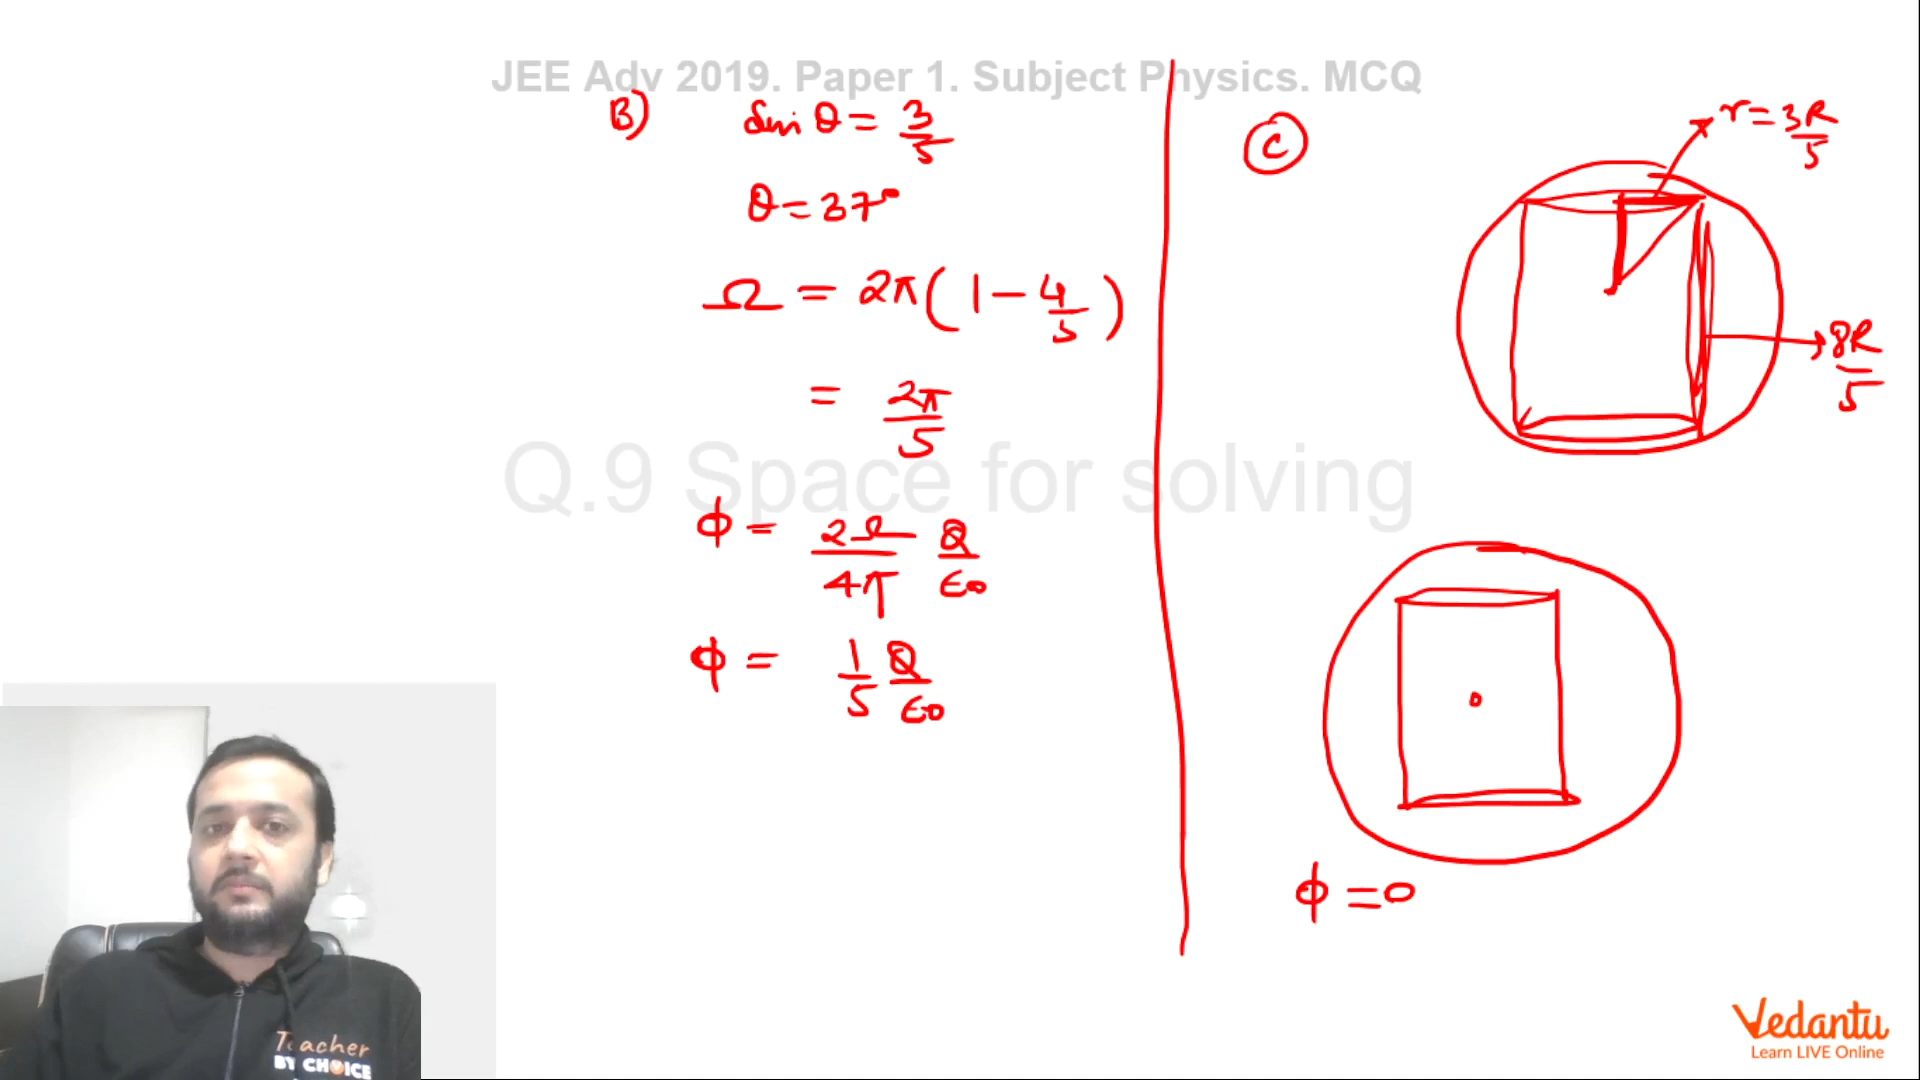 JEE Adv 2019. Paper 1. Subject Physics. MCQ
B) sin θ = 3/5
θ = 37°
Ω = 2π(1 - 4/5)
= 2π/5
Q.9 Space for solving
ϕ = 2Ω/4π Q/ϵ0
ϕ = 1/5 Q/ϵ0
C
r = 3R/5
8R/5
ϕ = 0
Teacher
BY CHOICE
Vedantu
Learn LIVE Online